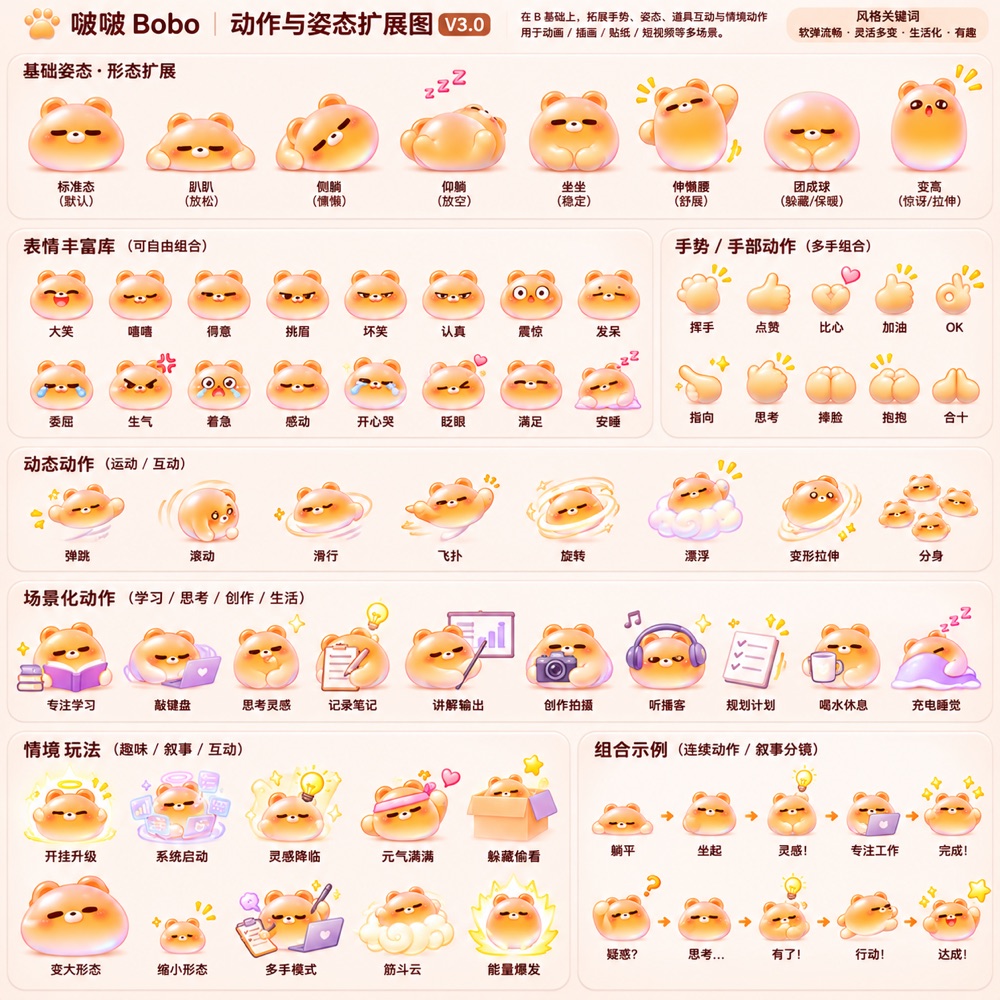 啵啵 Bobo | 动作与姿态扩展图 V3.0
在 B 基础上，拓展手势、姿态、道具互动与情境动作
用于动画 / 插画 / 贴纸 / 短视频等多场景。
风格关键词
软弹流畅 · 灵活多变 · 生活化 · 有趣
基础姿态 · 形态扩展
zzz
标准态 趴趴 侧躺 仰躺 坐坐 伸懒腰 团成球 变高
（默认） （放松） （慵懒） （放空） （稳定） （舒展） （躲藏/保暖） （惊讶/拉伸）
表情丰富库 （可自由组合）
大笑 嘻嘻 得意 挑眉 坏笑 认真 震惊 发呆
zz
委屈 生气 着急 感动 开心哭 眨眼 满足 安睡
手势 / 手部动作 （多手组合）
挥手 点赞 比心 加油 OK
指向 思考 捧脸 抱抱 合十
动态动作 （运动 / 互动）
弹跳 滚动 滑行 飞扑 旋转 漂浮 变形拉伸 分身
场景化动作 （学习 / 思考 / 创作 / 生活）
zzz
专注学习 敲键盘 思考灵感 记录笔记 讲解输出 创作拍摄 听播客 规划计划 喝水休息 充电睡觉
情境 玩法 （趣味 / 叙事 / 互动）
开挂升级 系统启动 灵感降临 元气满满 躲藏偷看
变大形态 缩小形态 多手模式 筋斗云 能量爆发
组合示例 （连续动作 / 叙事分镜）
躺平 坐起 灵感！ 专注工作 完成！
?
疑惑？ 思考... 有了！ 行动！ 达成！